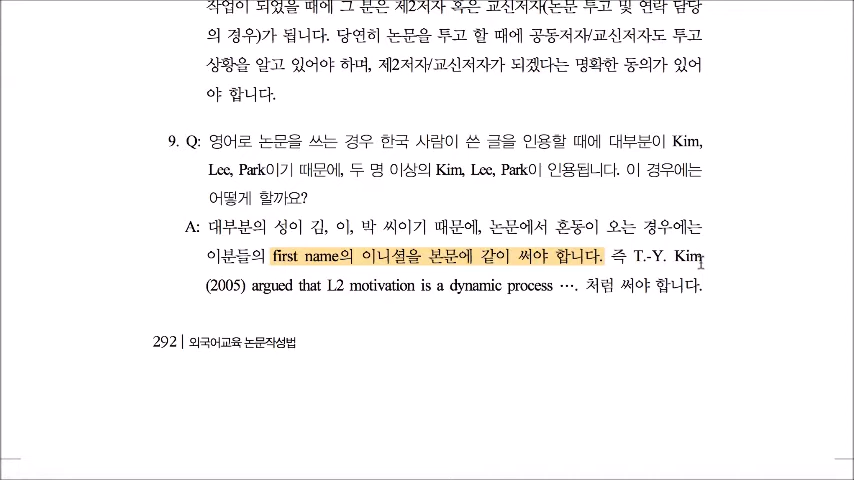 작업이 되었을 때에 그 분은 제2저자 혹은 교신저자(논문 투고 및 연락 담당
의 경우)가 됩니다. 당연히 논문을 투고 할 때에 공동저자/교신저자도 투고
상황을 알고 있어야 하며, 제2저자/교신저자가 되겠다는 명확한 동의가 있어
야 합니다.
9. Q: 영어로 논문을 쓰는 경우 한국 사람이 쓴 글을 인용할 때에 대부분이 Kim,
Lee, Park이기 때문에, 두 명 이상의 Kim, Lee, Park이 인용됩니다. 이 경우에는
어떻게 할까요?
A: 대부분의 성이 김, 이, 박 씨이기 때문에, 논문에서 혼동이 오는 경우에는
이분들의 first name의 이니셜을 본문에 같이 써야 합니다. 즉 T.-Y. Kim
(2005) argued that L2 motivation is a dynamic process …. 처럼 써야 합니다.
292 | 외국어교육 논문작성법